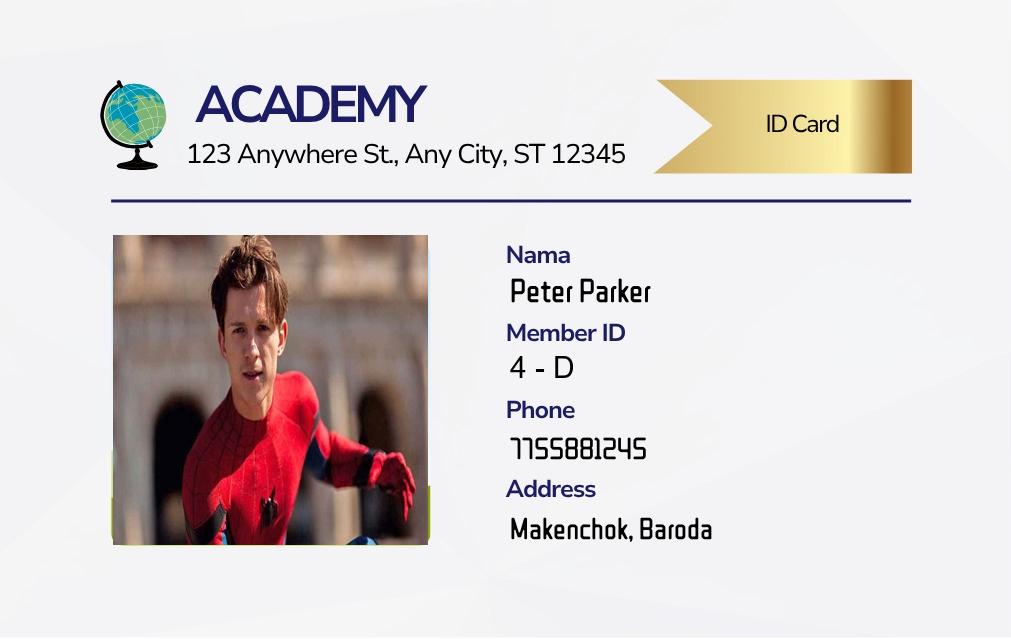 ACADEMY
123 Anywhere St., Any City, ST 12345
ID Card
Nama
Peter Parker
Member ID
4 - D
Phone
7755881245
Address
Makenchok, Baroda